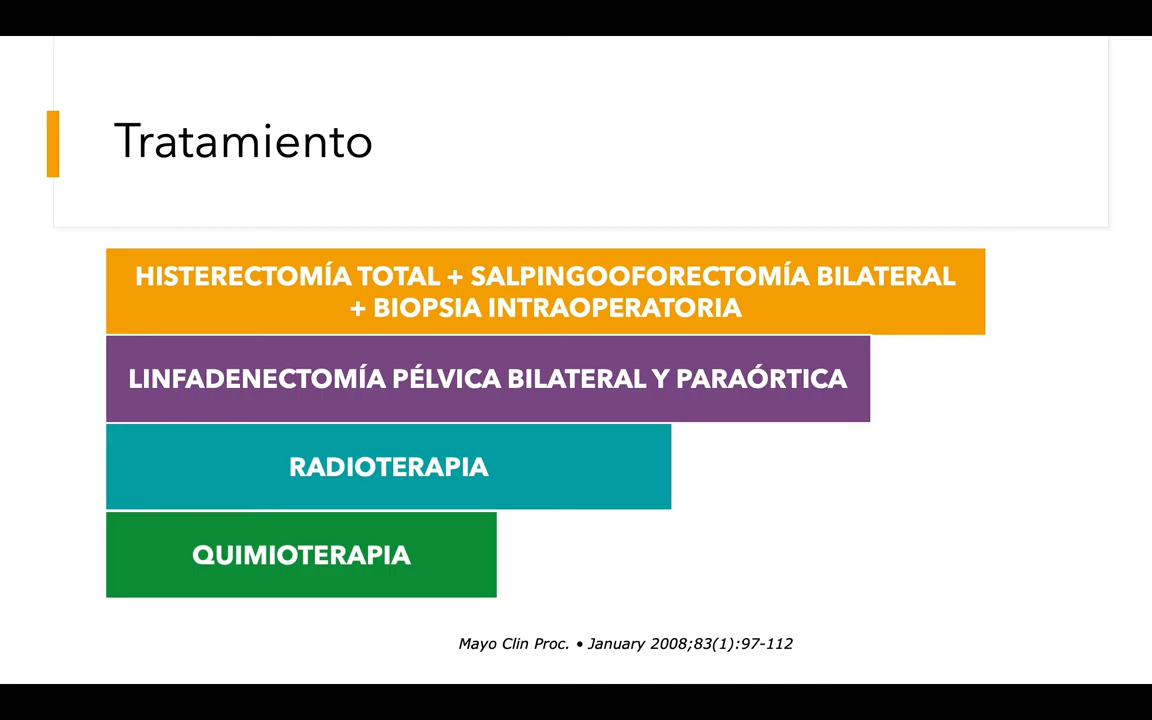 Tratamiento
HISTERECTOMÍA TOTAL + SALPINGOOFORECTOMÍA BILATERAL
+ BIOPSIA INTRAOPERATORIA
LINFADENECTOMÍA PÉLVICA BILATERAL Y PARAÓRTICA
RADIOTERAPIA
QUIMIOTERAPIA
Mayo Clin Proc. • January 2008;83(1):97-112